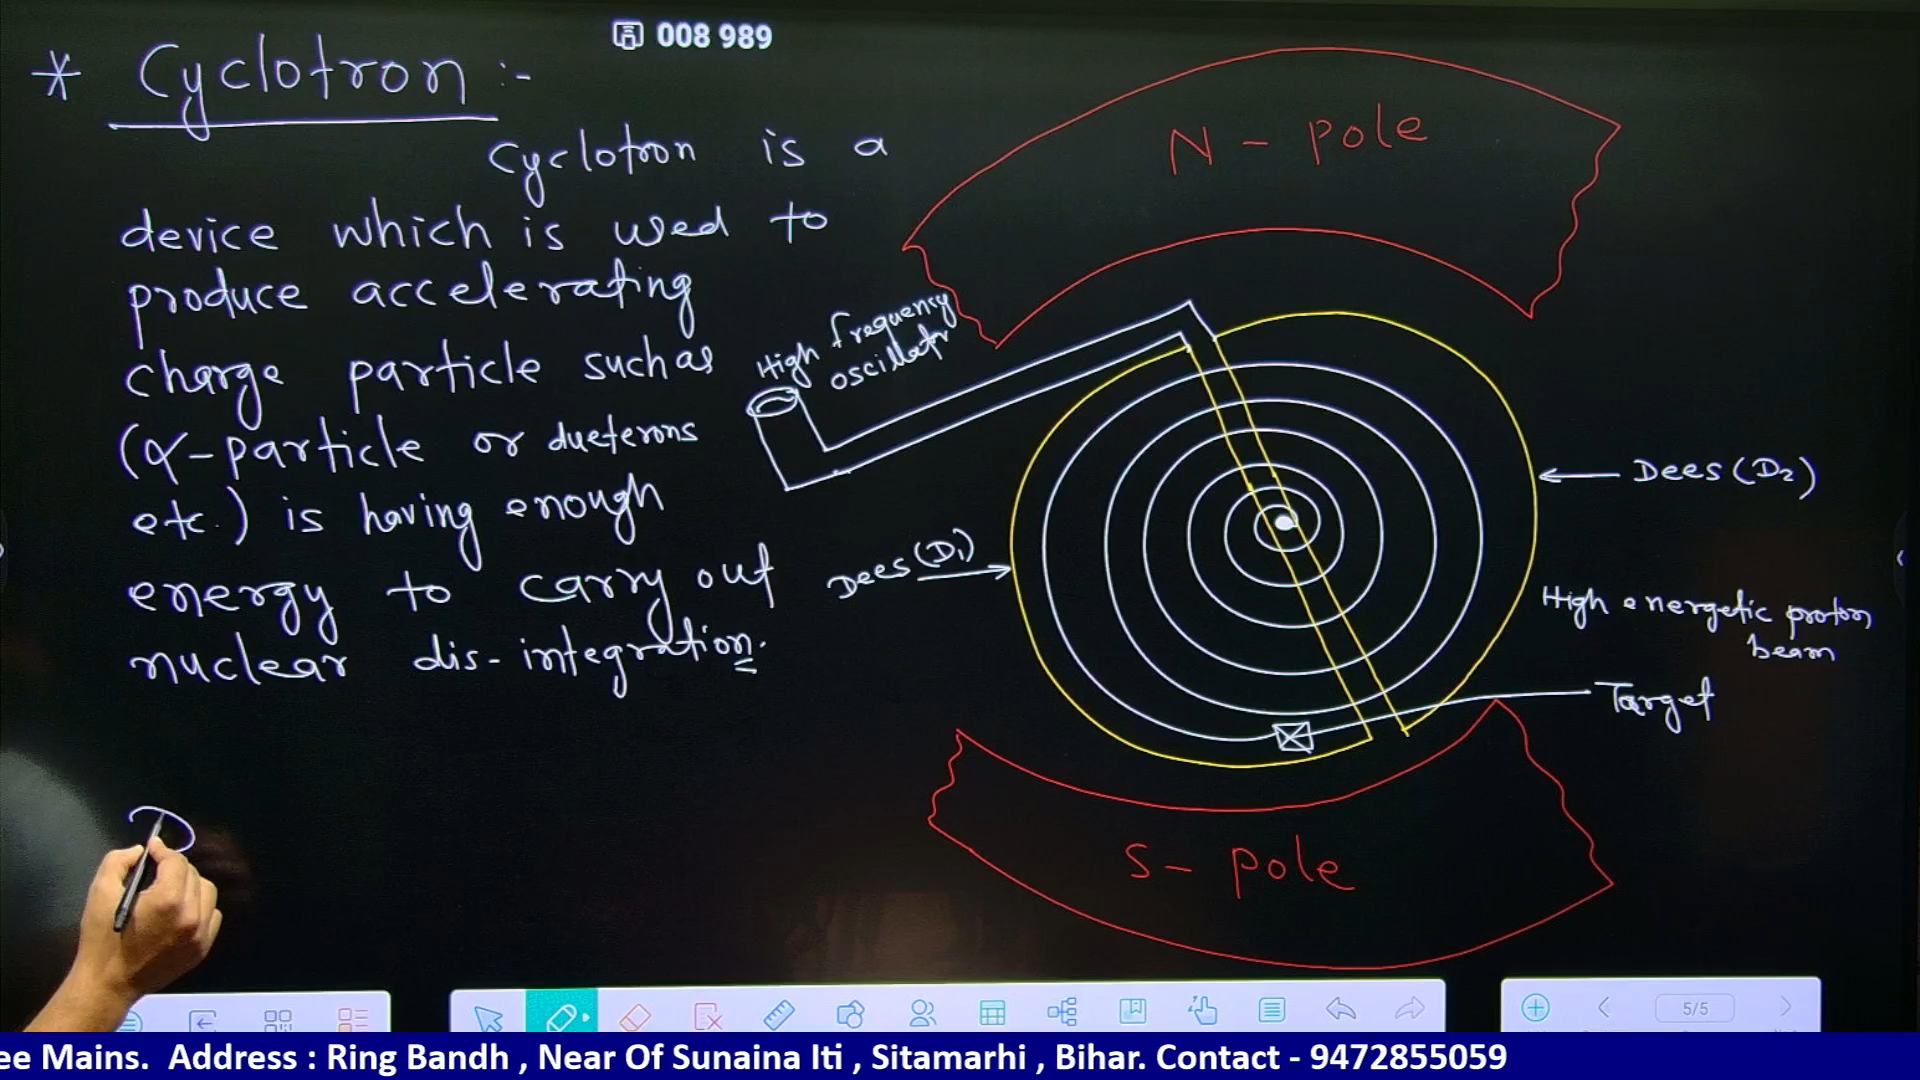 008 989
* Cyclotron :-
Cyclotron is a
device which is used to
produce accelerating
charge particle such as
(α-particle or dueterons
etc.) is having enough
energy to carry out
nuclear dis-integration.
N - pole
High frequency
oscillator
Dees (D1)
Dees (D2)
High energetic proton
beam
Target
S - pole
5/5
ee Mains. Address : Ring Bandh , Near Of Sunaina Iti , Sitamarhi , Bihar. Contact - 9472855059